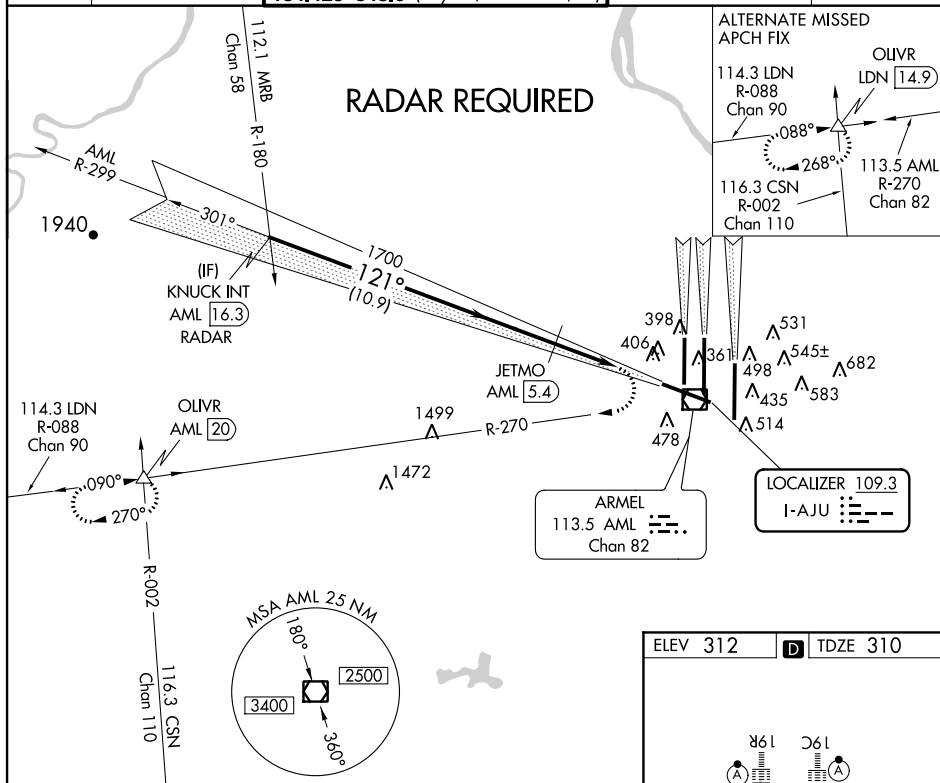 ALTERNATE MISSED
APCH FIX
OLIVR
LDN 14.9
114.3 LDN
R-088
Chan 90
088°
268°
113.5 AML
R-270
Chan 82
116.3 CSN
R-002
Chan 110
112.1 MRB
Chan 58
R-180
RADAR REQUIRED
AML
R-299
1940
301°
1700
121°
(10.9)
(IF)
KNUCK INT
AML 16.3
RADAR
JETMO
AML 5.4
398
406
361
531
498
545±
682
435
583
514
478
1499
1472
R-270
114.3 LDN
R-088
Chan 90
OLIVR
AML 20
090°
270°
R-002
116.3 CSN
Chan 110
ARMEL
113.5 AML
Chan 82
LOCALIZER 109.3
I-AJU
MSA AML 25 NM
180°
2500
3400
360°
ELEV 312
D
TDZE 310
19R
19C
A
A